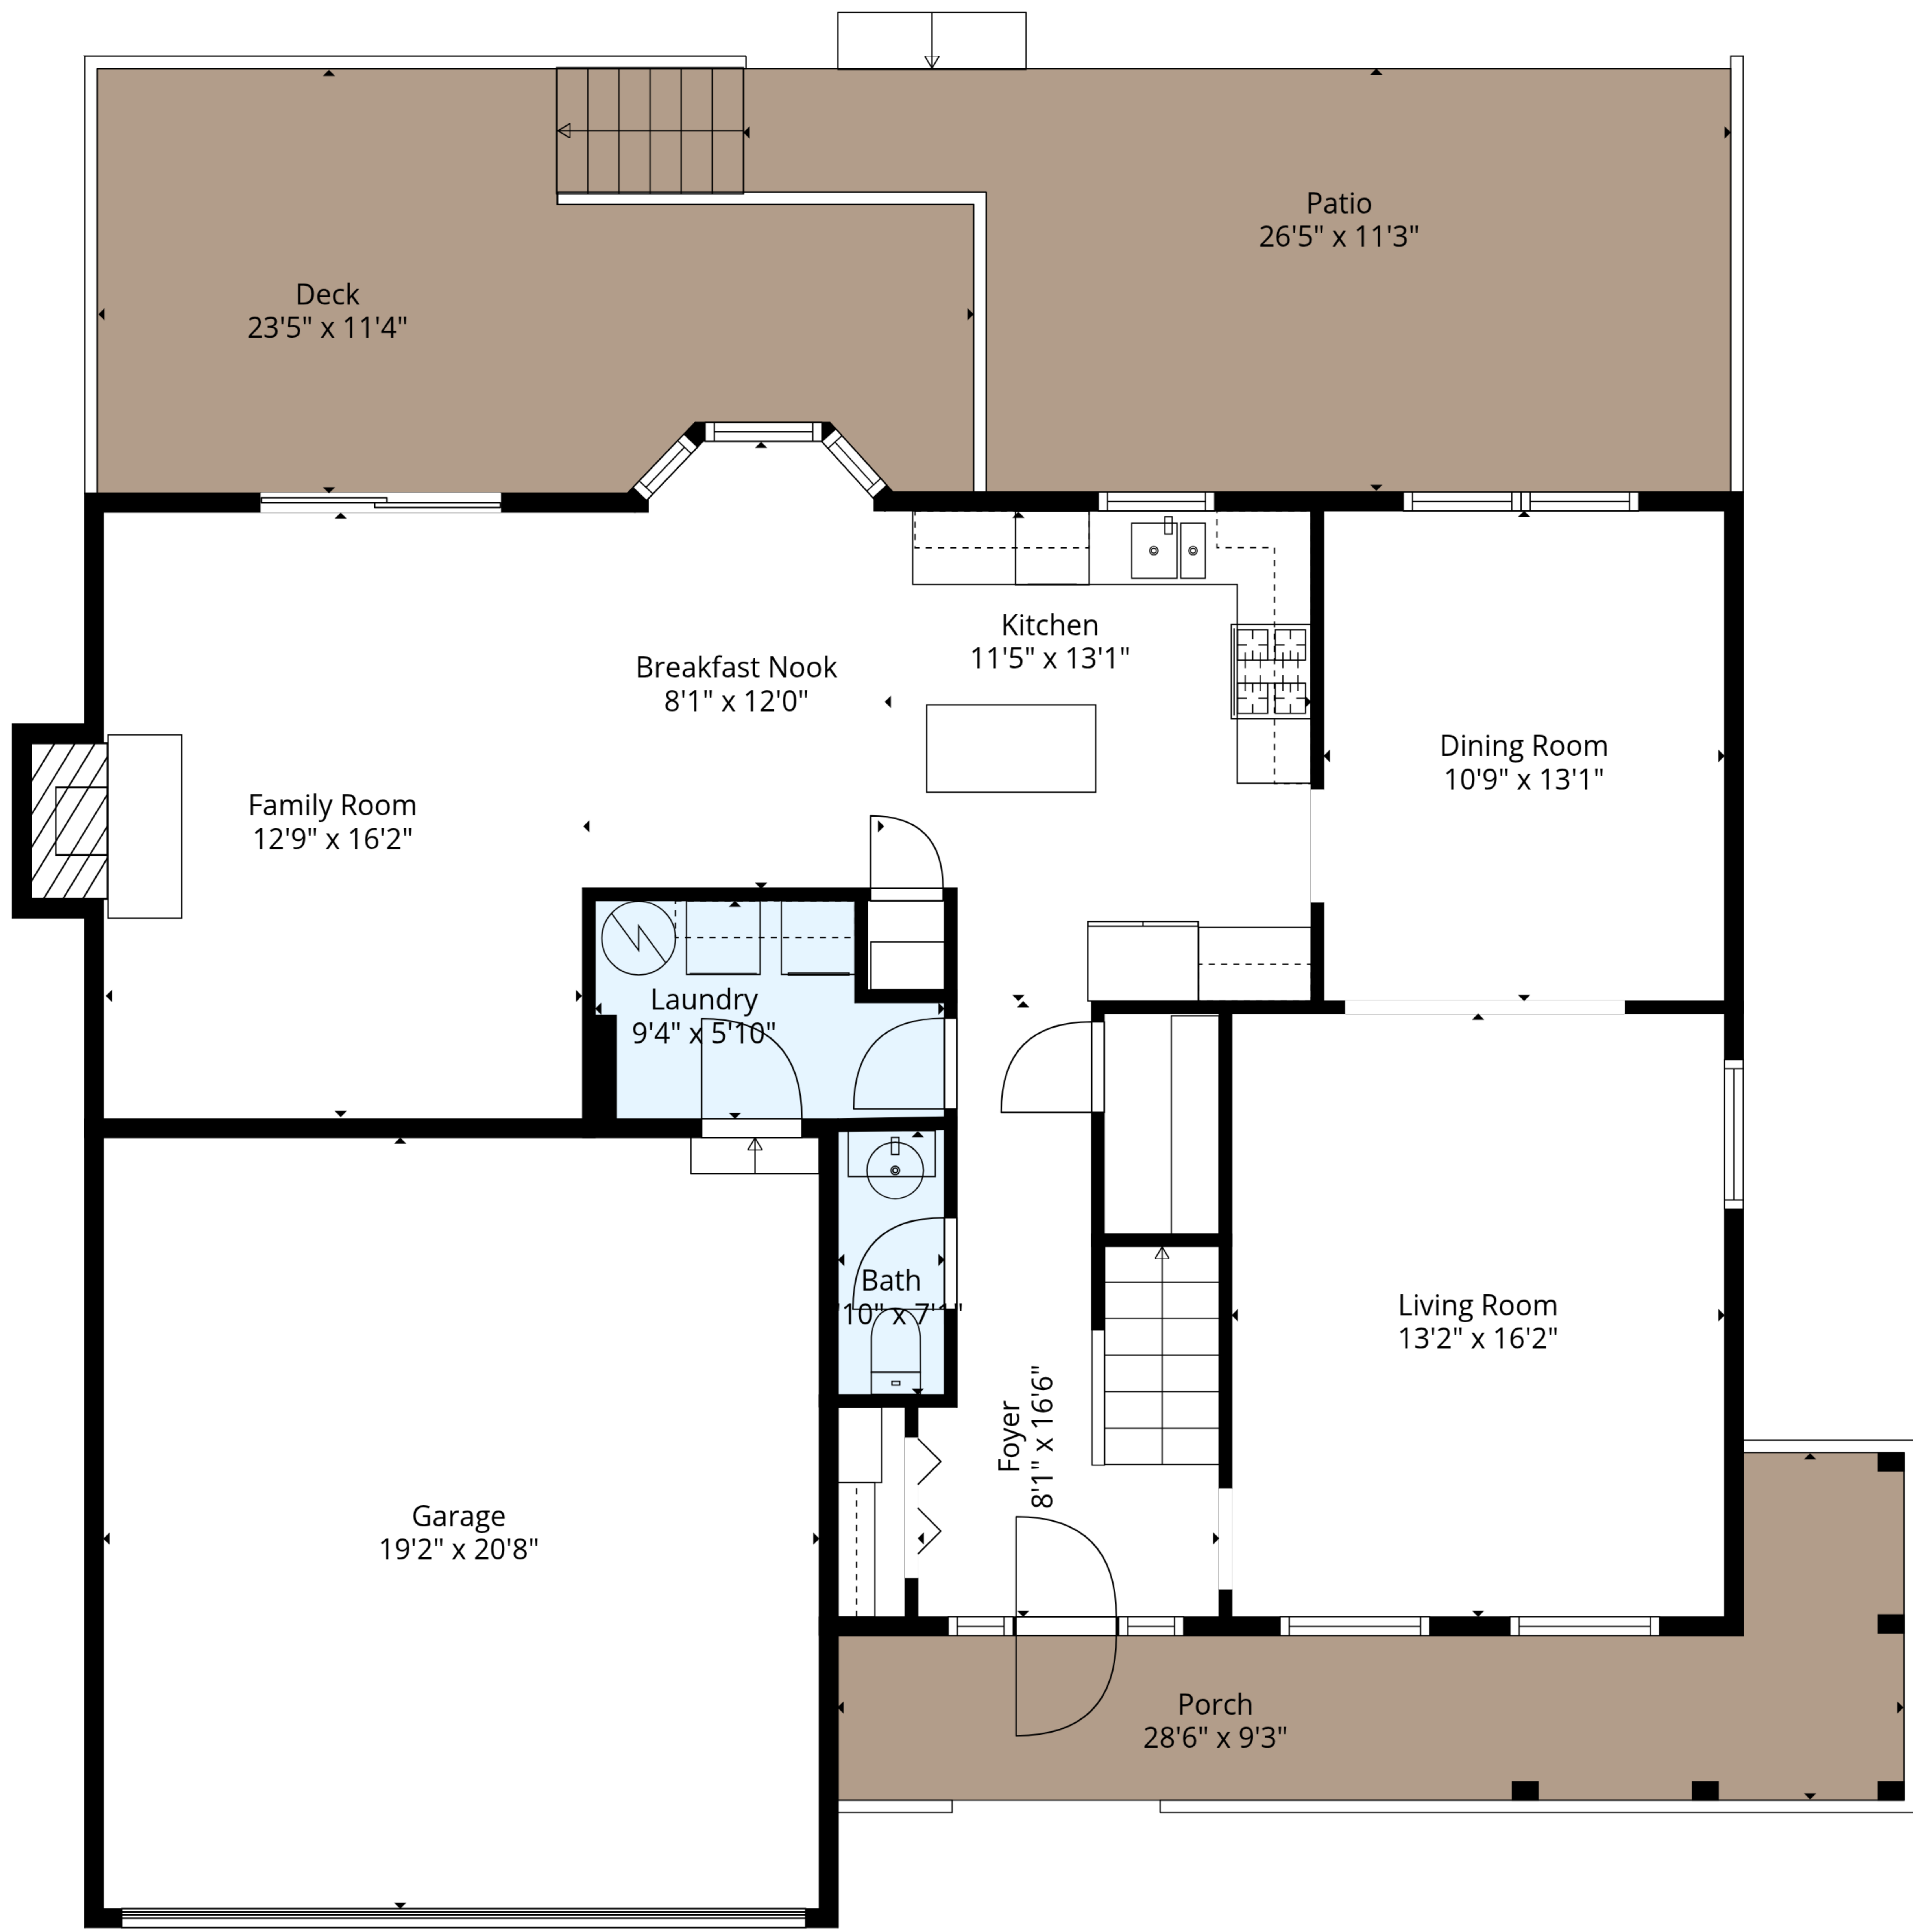 Patio
26'5" x 11'3"
Deck
23'5" x 11'4"
Kitchen
11'5" x 13'1"
Breakfast Nook
8'1" x 12'0"
Dining Room
10'9" x 13'1"
Family Room
12'9" x 16'2"
Laundry
9'4" x 5'10"
Bath
'10" x 7'1"
Living Room
13'2" x 16'2"
Foyer
8'1" x 16'6"
Garage
19'2" x 20'8"
Porch
28'6" x 9'3"